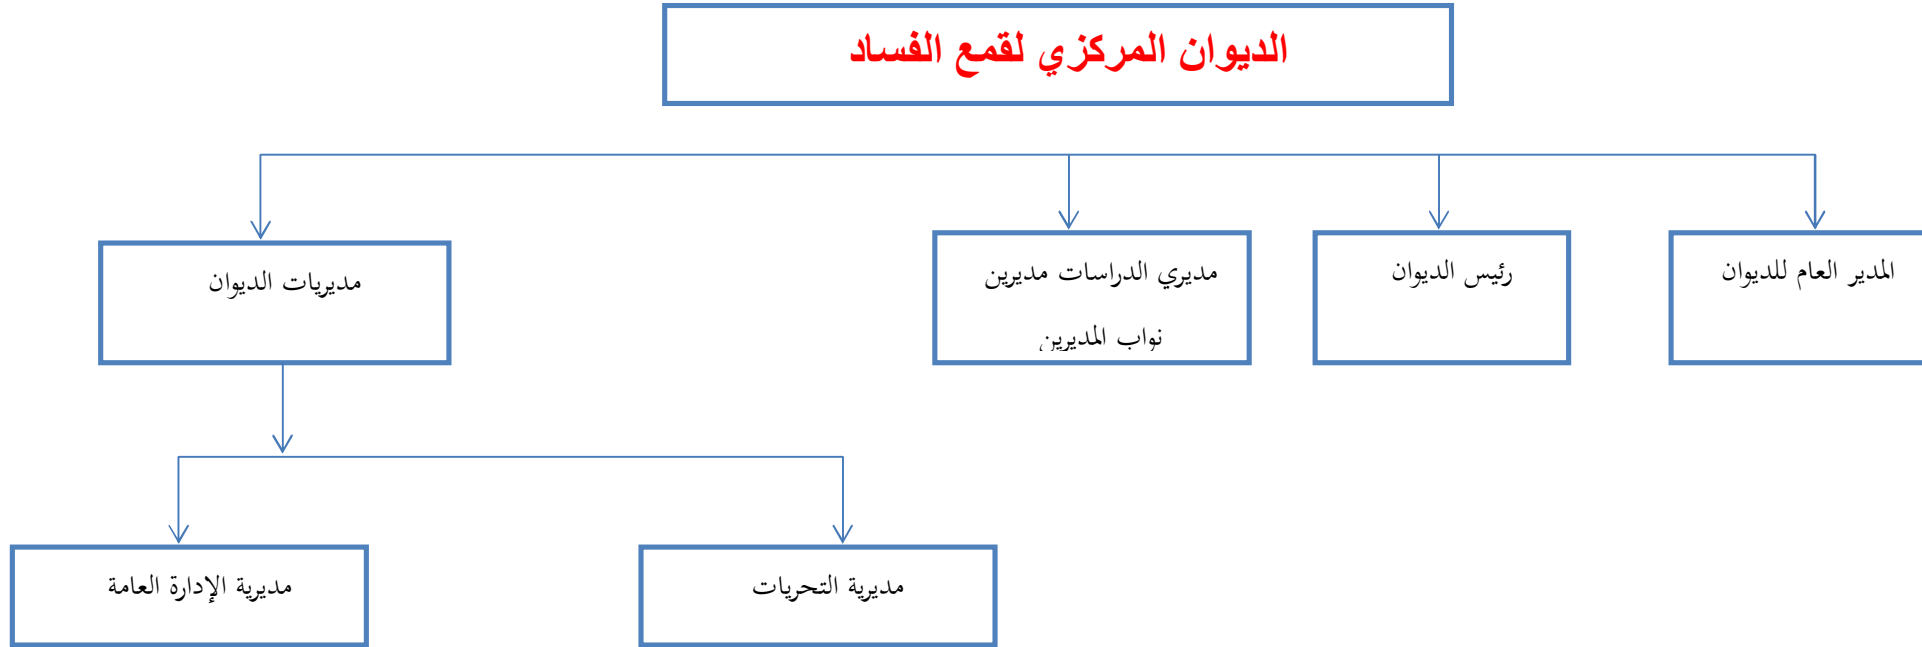 الديوان المركزي لقمع الفساد
المدير العام للديوان
رئيس الديوان
مديري الدراسات مديرين
نواب المديرين
مديريات الديوان
مديرية التحريات
مديرية الإدارة العامة